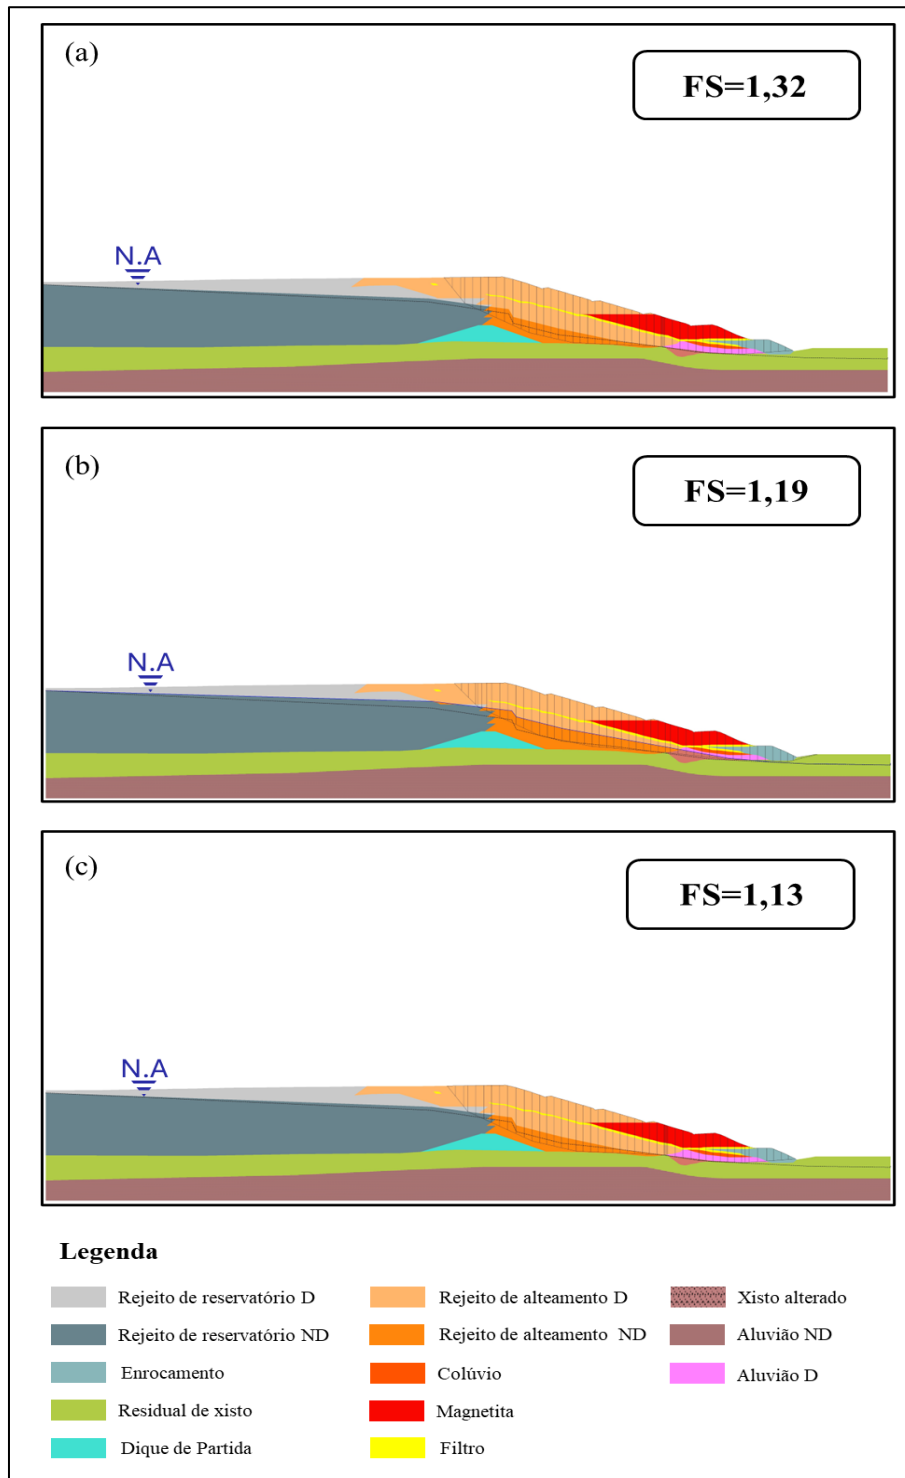 (a)
FS=1,32
N.A
(b)
FS=1,19
N.A
(c)
FS=1,13
N.A
Legenda
Rejeito de reservatório D
Rejeito de alteamento D
Xisto alterado
Rejeito de reservatório ND
Rejeito de alteamento ND
Aluvião ND
Enrocamento
Colúvio
Aluvião D
Residual de xisto
Magnetita
Dique de Partida
Filtro